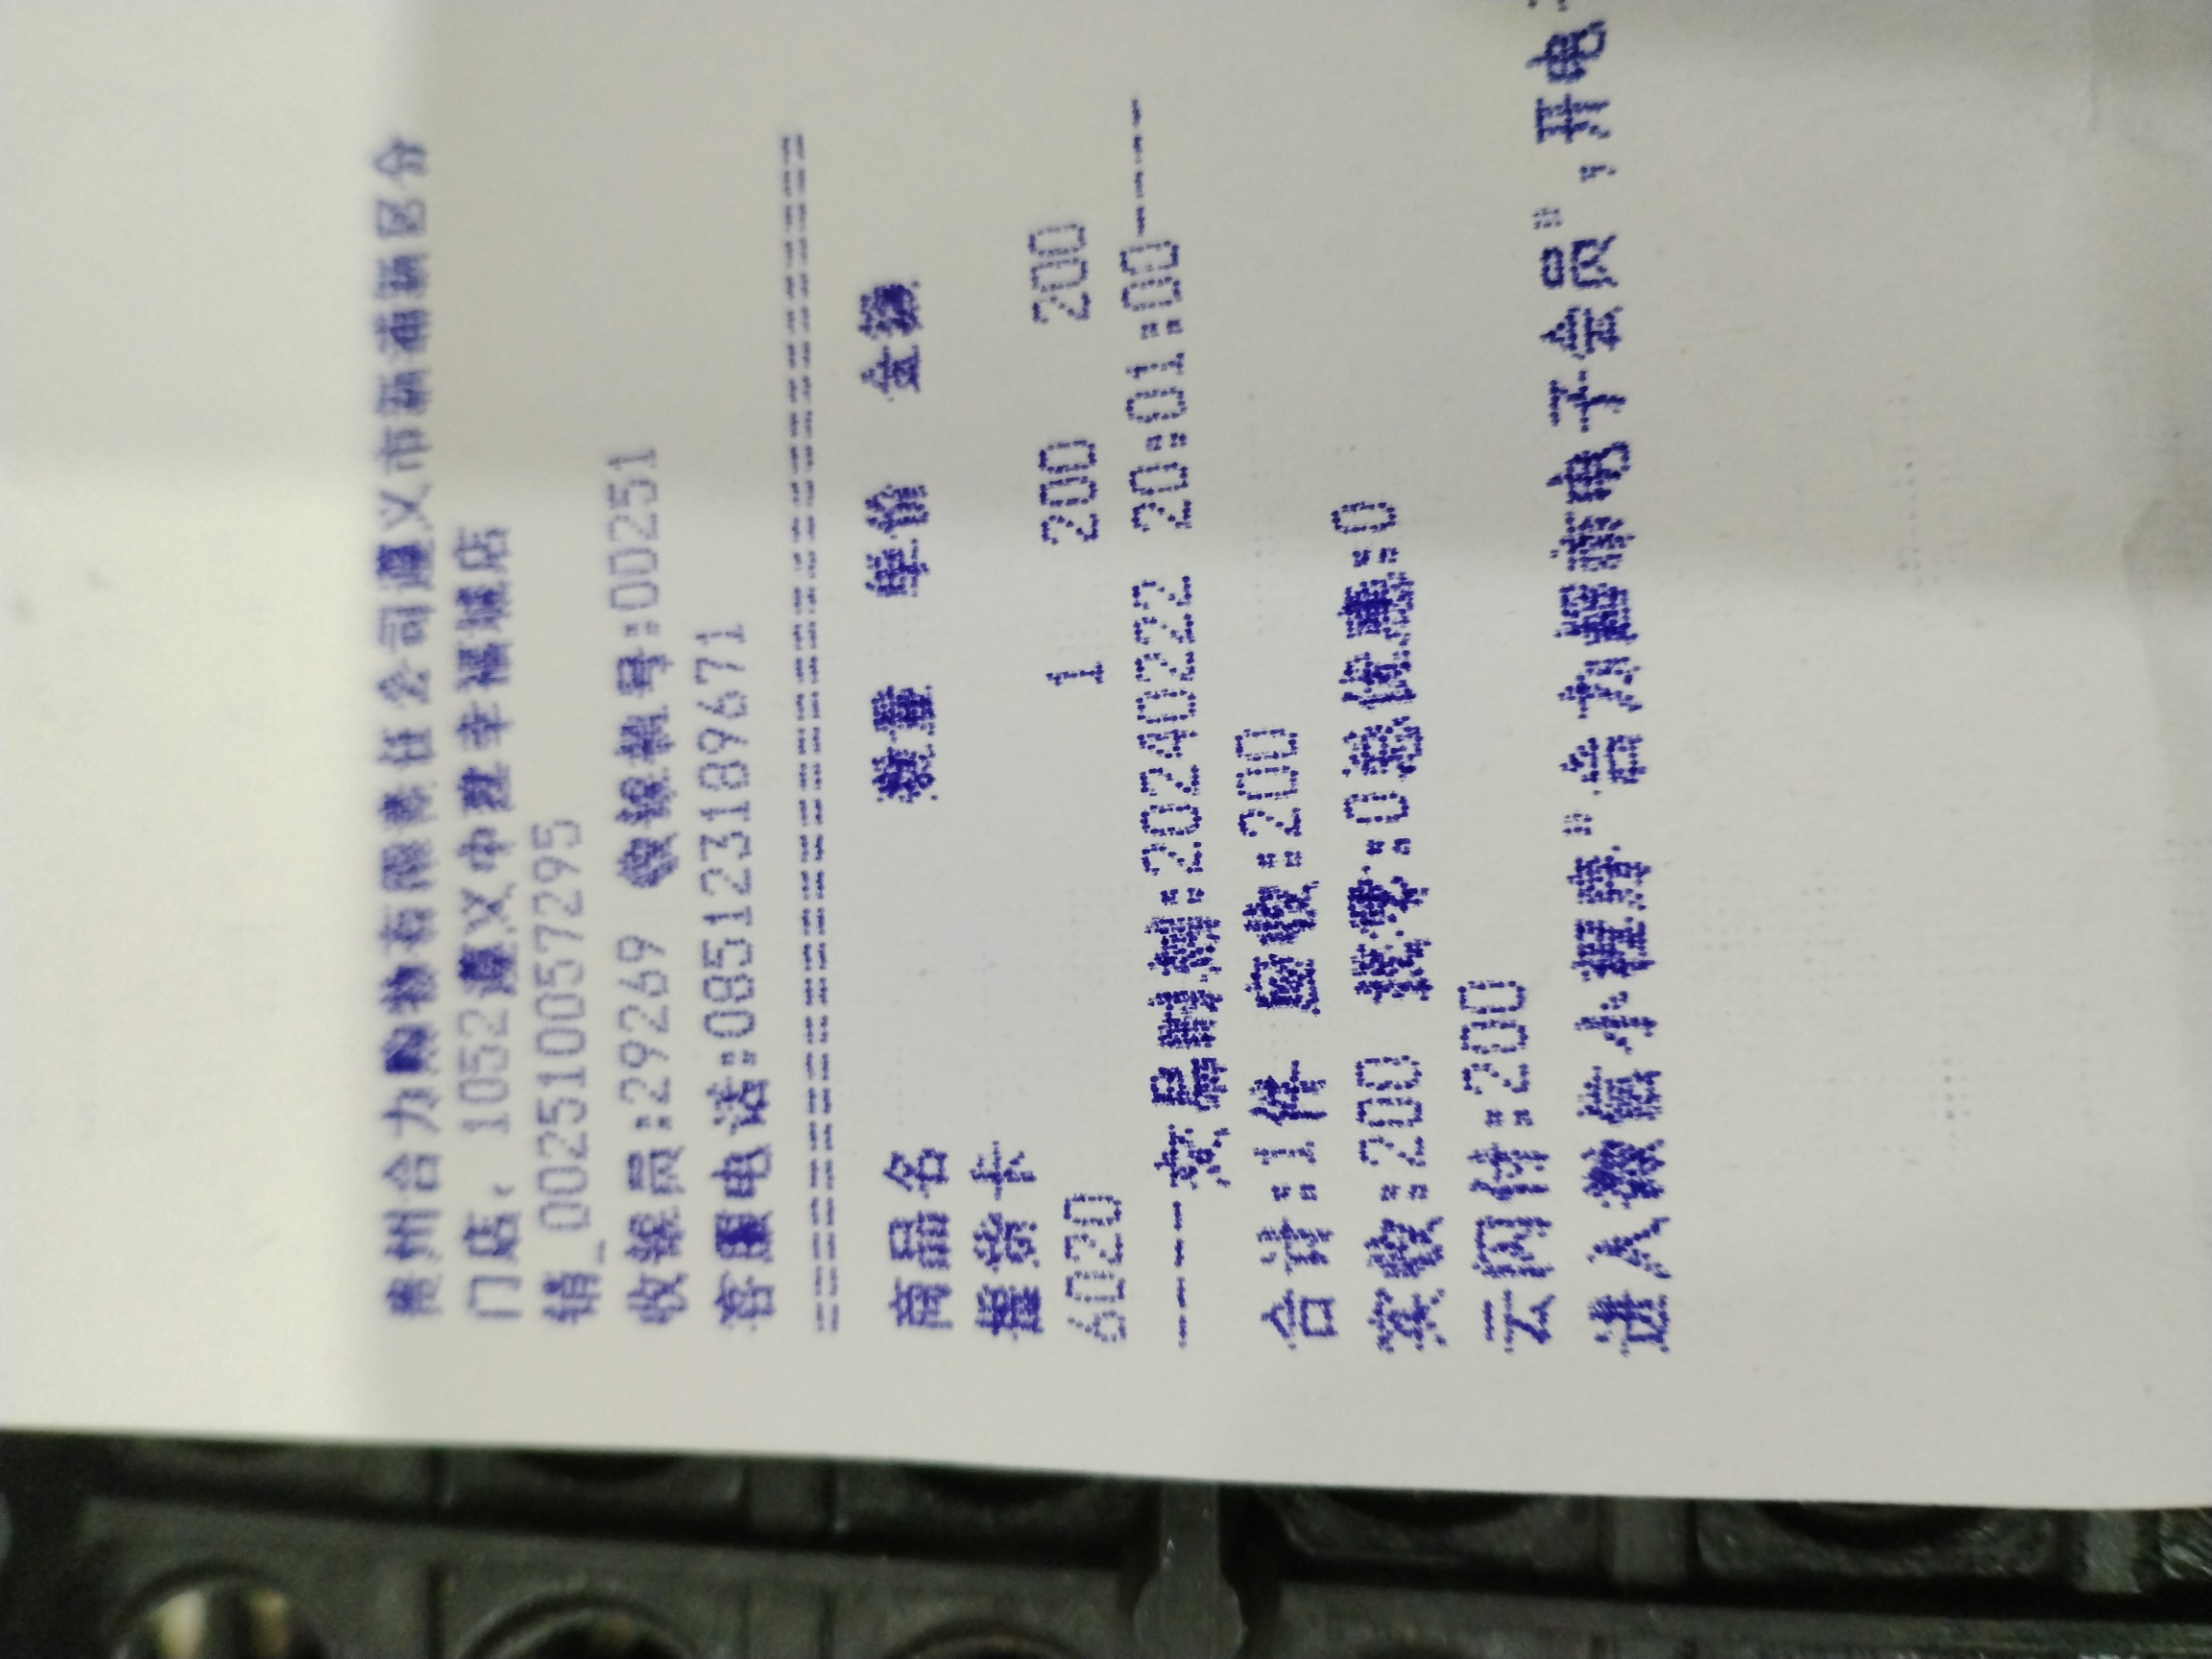 贵州合力购物有限责任公司遵义市新蒲新区分
门店: 1052遵义中建幸福城店
销_002510057295
收银员:29269 收银机号:00251
客服电话:085123189671
商品名 数量 单价 金额
提货卡
6020 1 200 200
-----交易时间:20240222 20:01:00-----
合计:1件 应收:200
实收:200 找零:0总优惠:0
云闪付:200
进入微信小程序"合力超市电子会员",开电